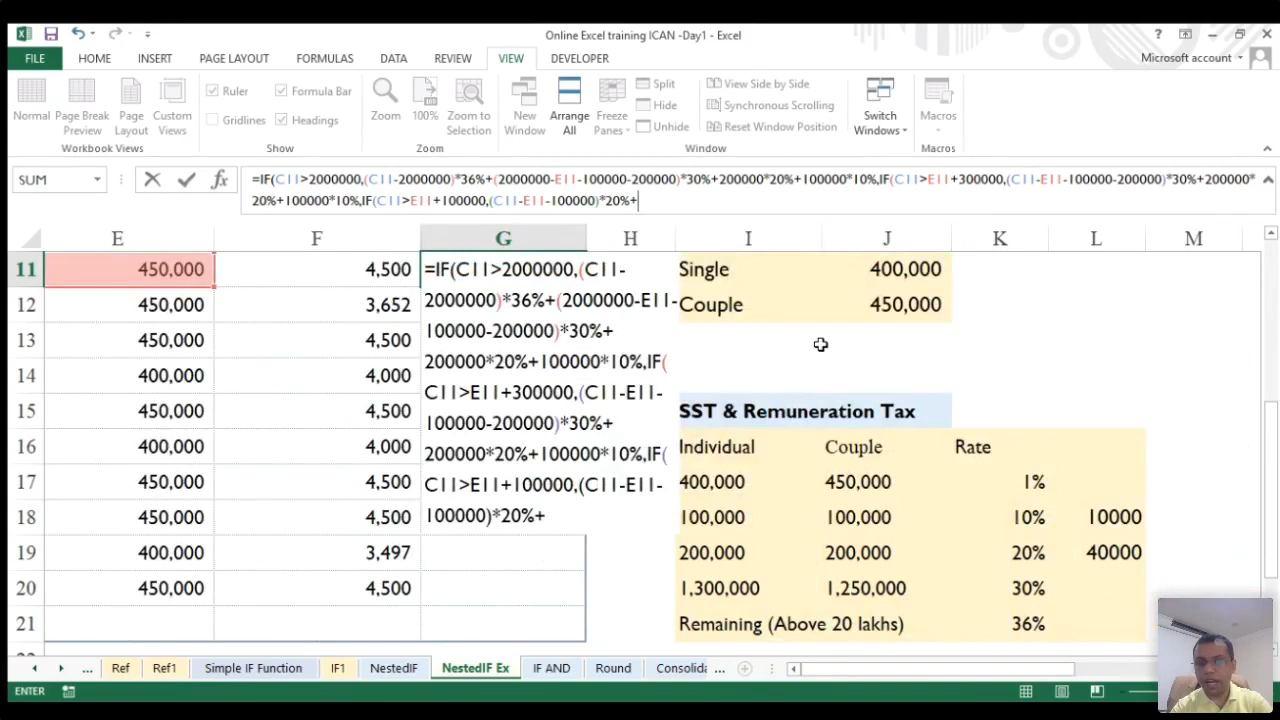 Online Excel training ICAN -Day1 - Excel
?
FILE HOME INSERT PAGE LAYOUT FORMULAS DATA REVIEW VIEW DEVELOPER Microsoft account
Normal Page Break Preview Page Layout Custom Views
Ruler Formula Bar
Gridlines Headings
Zoom 100% Zoom to Selection
New Window Arrange All Freeze Panes
Split
Hide
Unhide
View Side by Side
Synchronous Scrolling
Reset Window Position
Switch Windows Macros
Workbook Views Show Zoom Window Macros
SUM
=IF(C11>2000000,(C11-2000000)*36%+(2000000-E11-100000-200000)*30%+200000*20%+100000*10%,IF(C11>E11+300000,(C11-E11-100000-200000)*30%+200000*
20%+100000*10%,IF(C11>E11+100000,(C11-E11-100000)*20%+
E F G H I J K L M
11 450,000 4,500 =IF(C11>2000000,(C11- Single 400,000
12 450,000 3,652 2000000)*36%+(2000000-E11- Couple 450,000
13 450,000 4,500 100000-200000)*30%+
14 400,000 4,000 200000*20%+100000*10%,IF(
C11>E11+300000,(C11-E11-
15 450,000 4,500 100000-200000)*30%+ SST & Remuneration Tax
16 400,000 4,000 200000*20%+100000*10%,IF( Individual Couple Rate
17 450,000 4,500 C11>E11+100000,(C11-E11- 400,000 450,000 1%
18 450,000 4,500 100000)*20%+ 100,000 100,000 10% 10000
19 400,000 3,497 200,000 200,000 20% 40000
20 450,000 4,500 1,300,000 1,250,000 30%
21 Remaining (Above 20 lakhs) 36%
... Ref Ref1 Simple IF Function IF1 NestedIF NestedIF Ex IF AND Round Consolida ...
ENTER